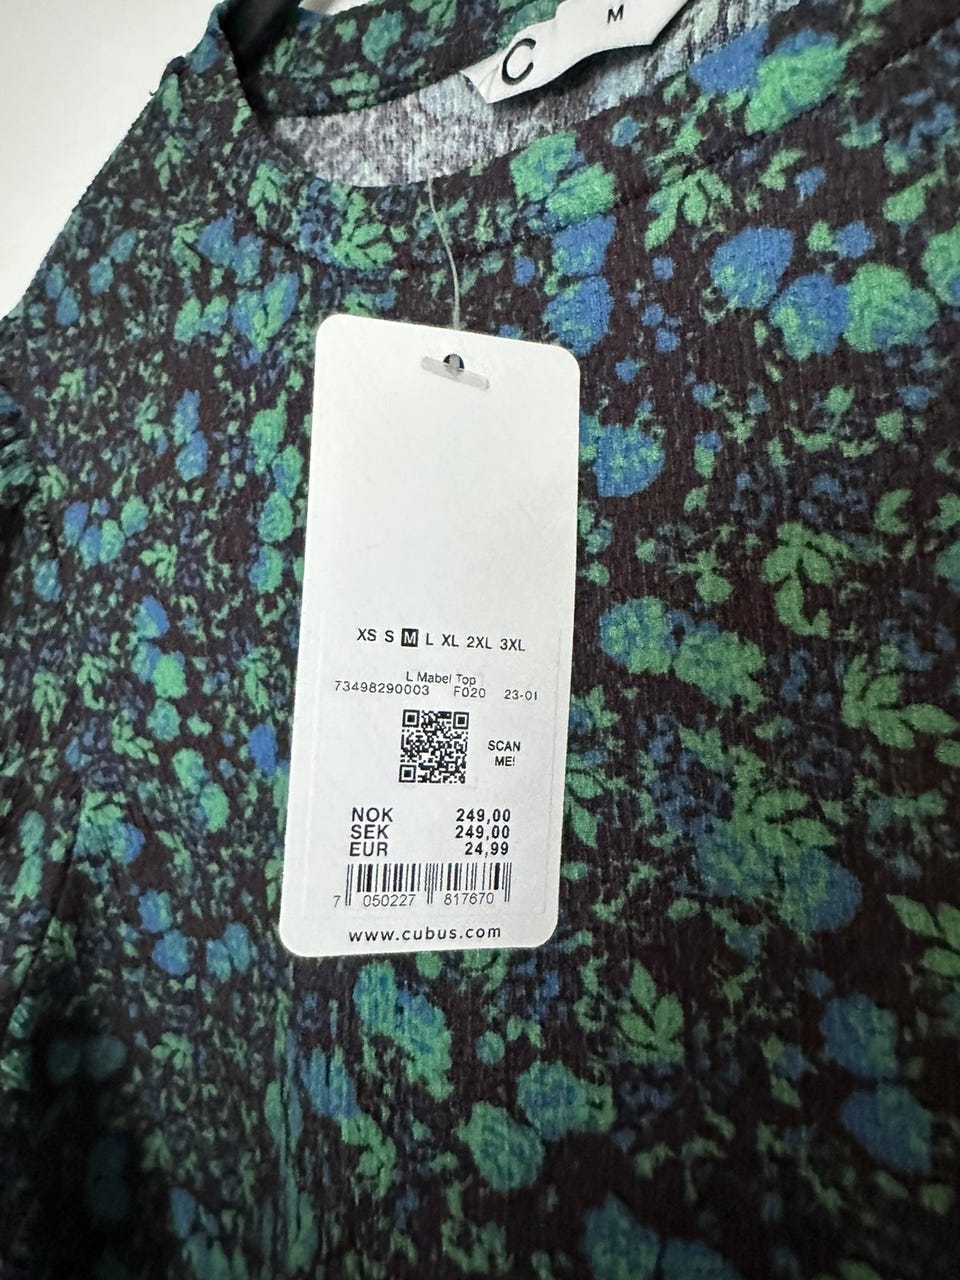 M
C
XS S M L XL 2XL 3XL
L Mabel Top
73498290003 F020 23-01
SCAN
ME!
NOK 249,00
SEK 249,00
EUR 24,99
7 050227 817670
www.cubus.com